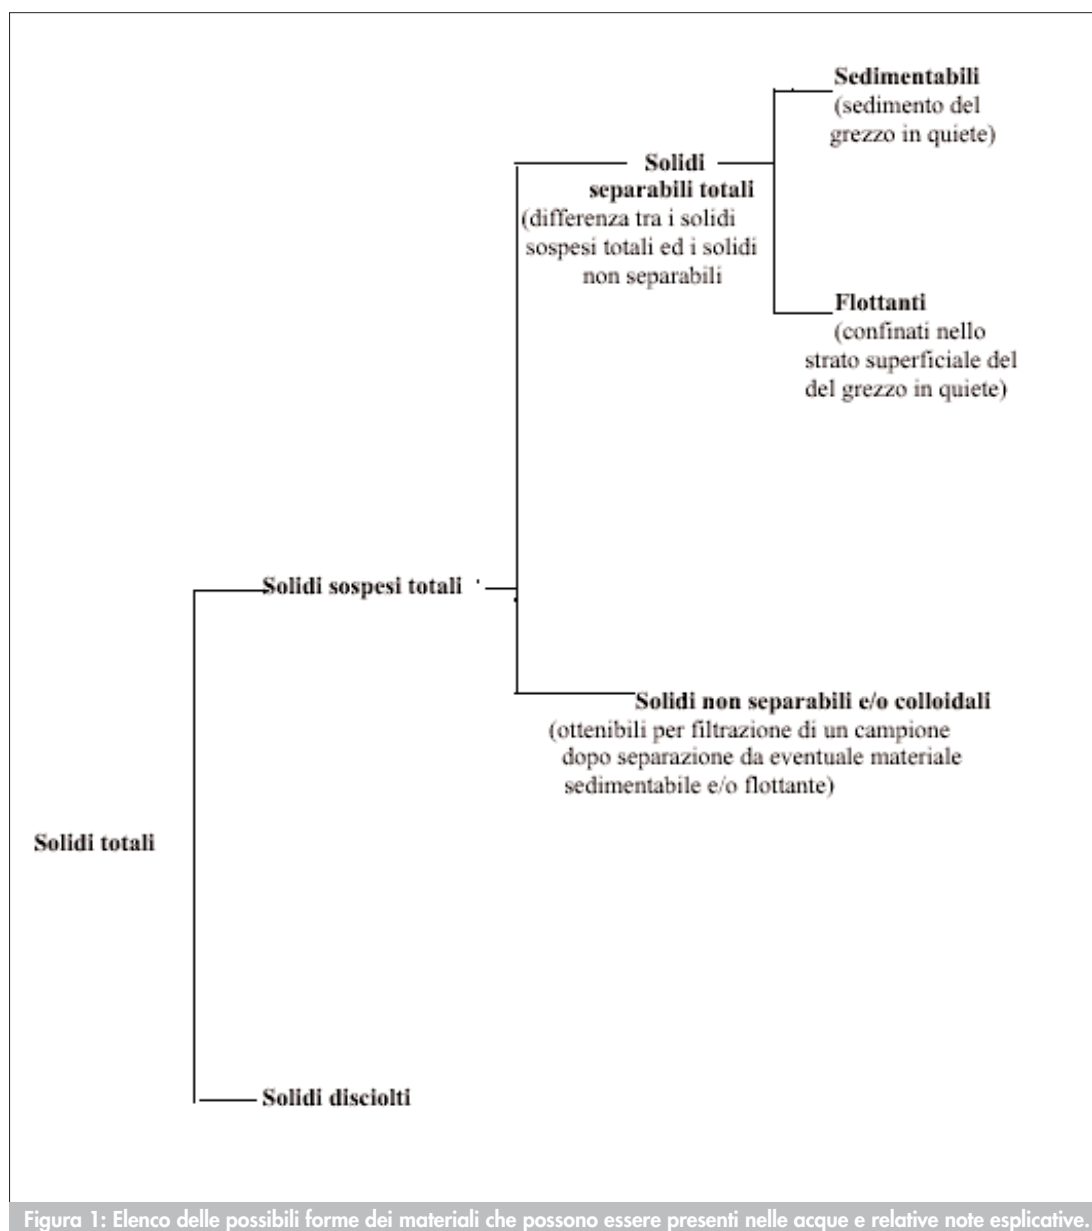 Sedimentabili
(sedimento del
grezzo in quiete)
Solidi
separabili totali
(differenza tra i solidi
sospesi totali ed i solidi
non separabili
Flottanti
(confinati nello
strato superficiale del
del grezzo in quiete)
Solidi sospesi totali
Solidi non separabili e/o colloidali
(ottenibili per filtrazione di un campione
dopo separazione da eventuale materiale
sedimentabile e/o flottante)
Solidi totali
Solidi disciolti
Figura 1: Elenco delle possibili forme dei materiali che possono essere presenti nelle acque e relative note esplicative